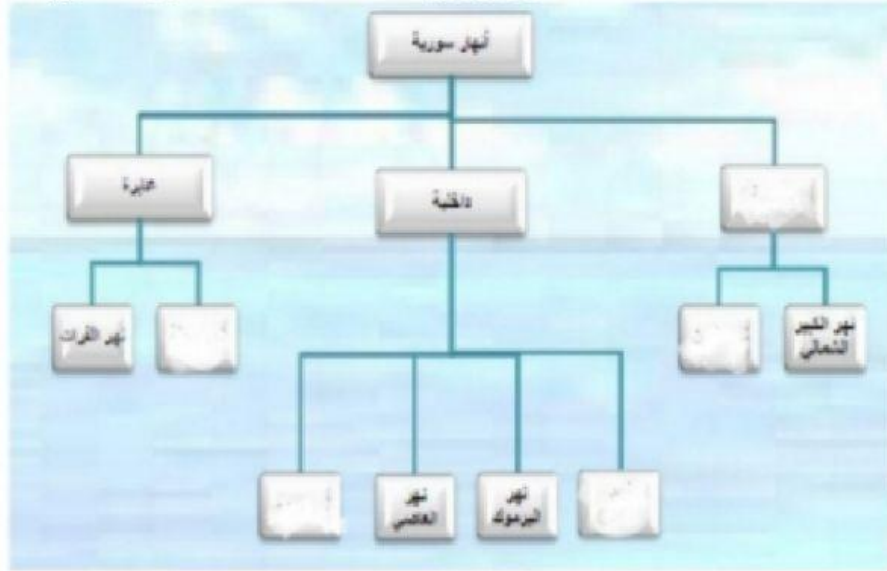 أنهار سورية
داخلية
عابرة
نهر الكبير
الشمالي
نهر الفرات
نهر
اليرموك
نهر
العاصي